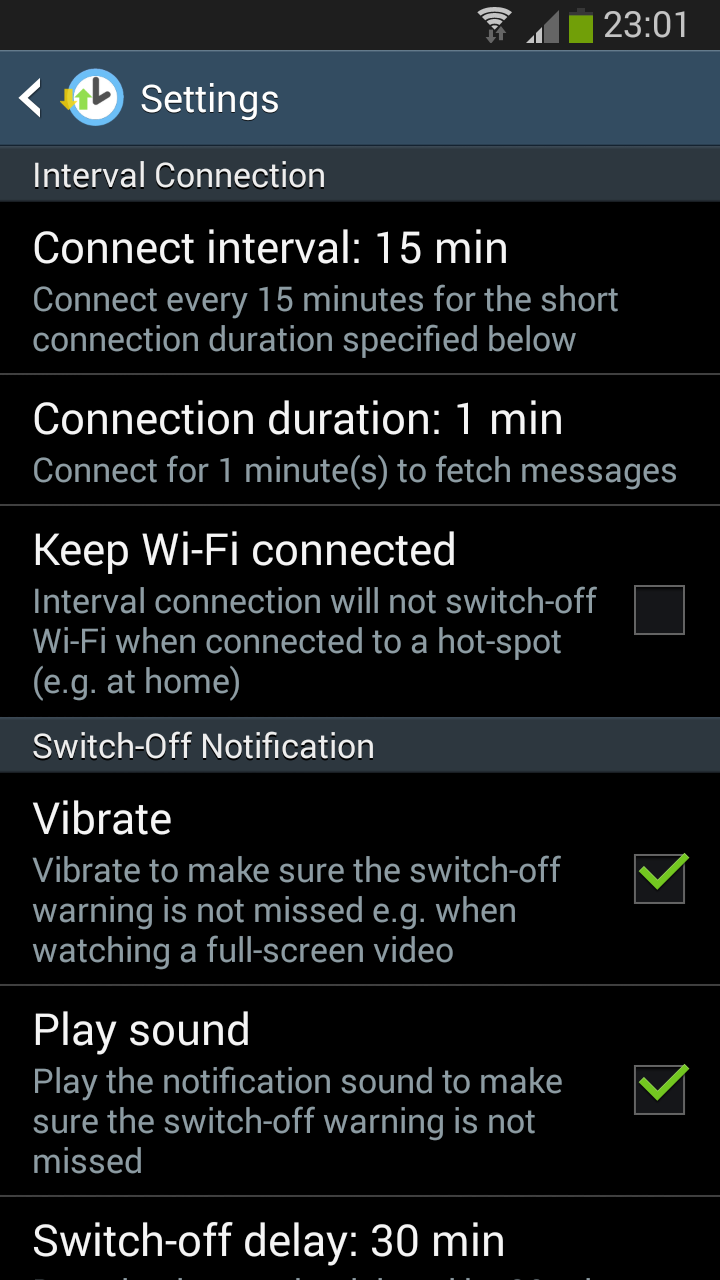 23:01
Settings
Interval Connection
Connect interval: 15 min
Connect every 15 minutes for the short
connection duration specified below
Connection duration: 1 min
Connect for 1 minute(s) to fetch messages
Keep Wi-Fi connected
Interval connection will not switch-off
Wi-Fi when connected to a hot-spot
(e.g. at home)
Switch-Off Notification
Vibrate
Vibrate to make sure the switch-off
warning is not missed e.g. when
watching a full-screen video
Play sound
Play the notification sound to make
sure the switch-off warning is not
missed
Switch-off delay: 30 min